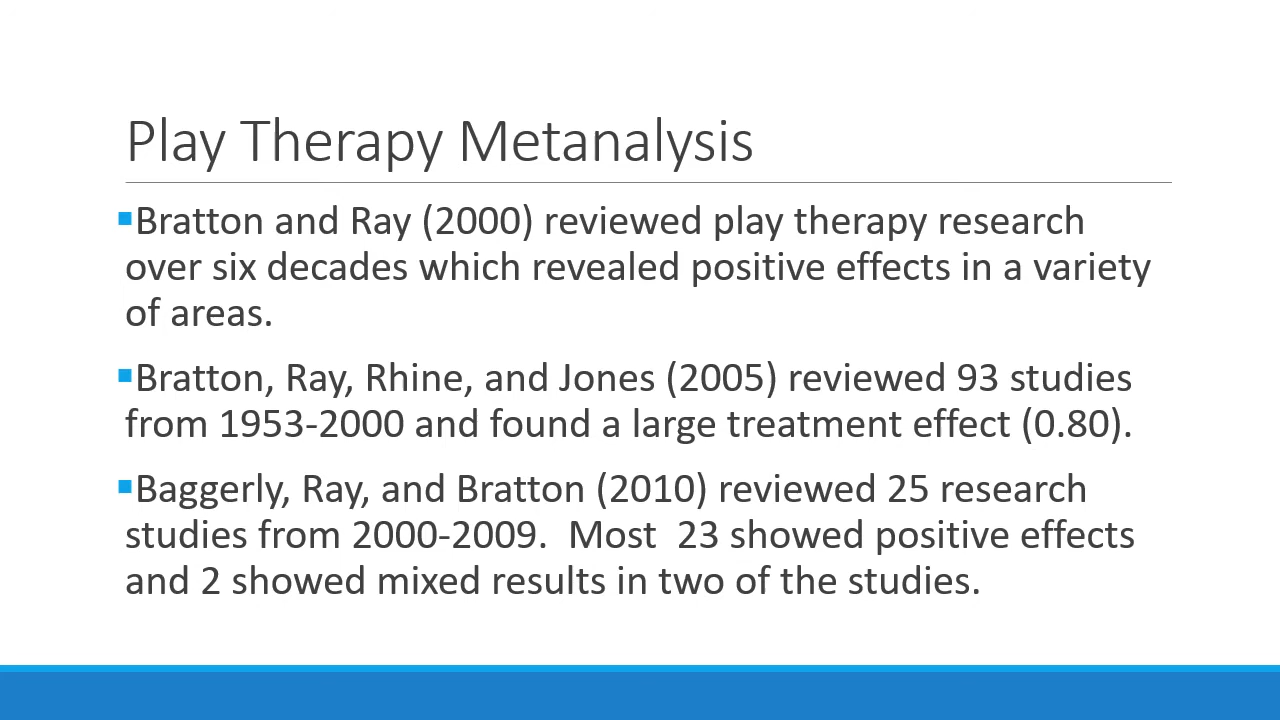 Play Therapy Metanalysis
▪Bratton and Ray (2000) reviewed play therapy research
over six decades which revealed positive effects in a variety
of areas.
▪Bratton, Ray, Rhine, and Jones (2005) reviewed 93 studies
from 1953-2000 and found a large treatment effect (0.80).
▪Baggerly, Ray, and Bratton (2010) reviewed 25 research
studies from 2000-2009.  Most  23 showed positive effects
and 2 showed mixed results in two of the studies.